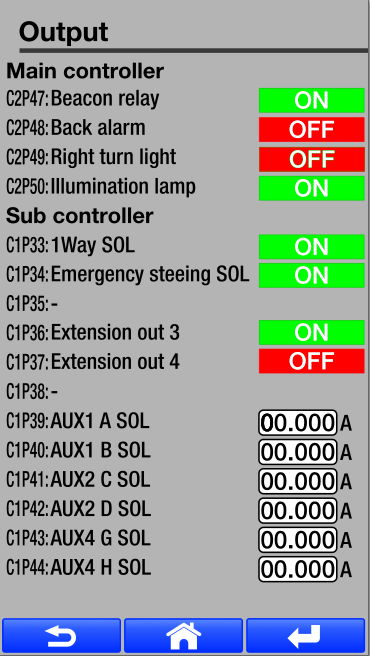 Output
Main controller
C2P47:Beacon relay ON
C2P48:Back alarm OFF
C2P49:Right turn light OFF
C2P50:Illumination lamp ON
Sub controller
C1P33:1Way SOL ON
C1P34:Emergency steeing SOL ON
C1P35:-
C1P36:Extension out 3 ON
C1P37:Extension out 4 OFF
C1P38:-
C1P39:AUX1 A SOL 00.000 A
C1P40:AUX1 B SOL 00.000 A
C1P41:AUX2 C SOL 00.000 A
C1P42:AUX2 D SOL 00.000 A
C1P43:AUX4 G SOL 00.000 A
C1P44:AUX4 H SOL 00.000 A